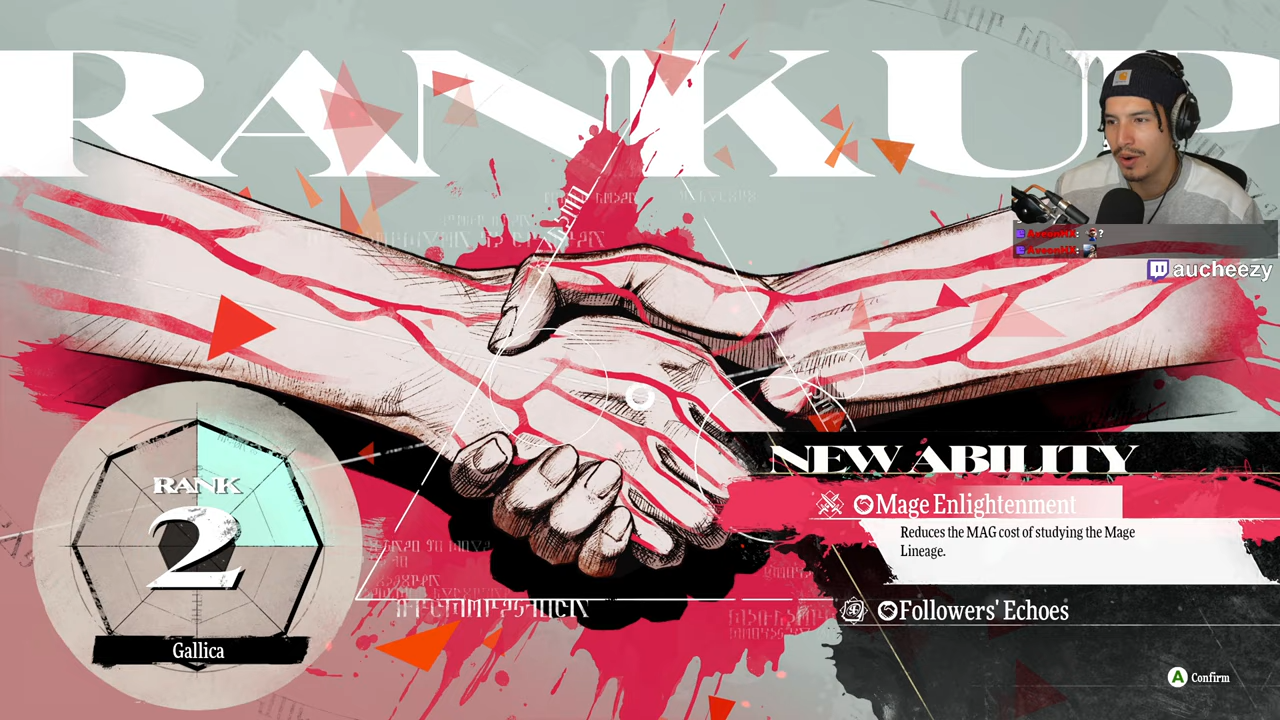 RANK UP
aucheezy
NEW ABILITY
Mage Enlightenment
Reduces the MAG cost of studying the Mage
Lineage.
Followers' Echoes
RANK
2
Gallica
A Confirm